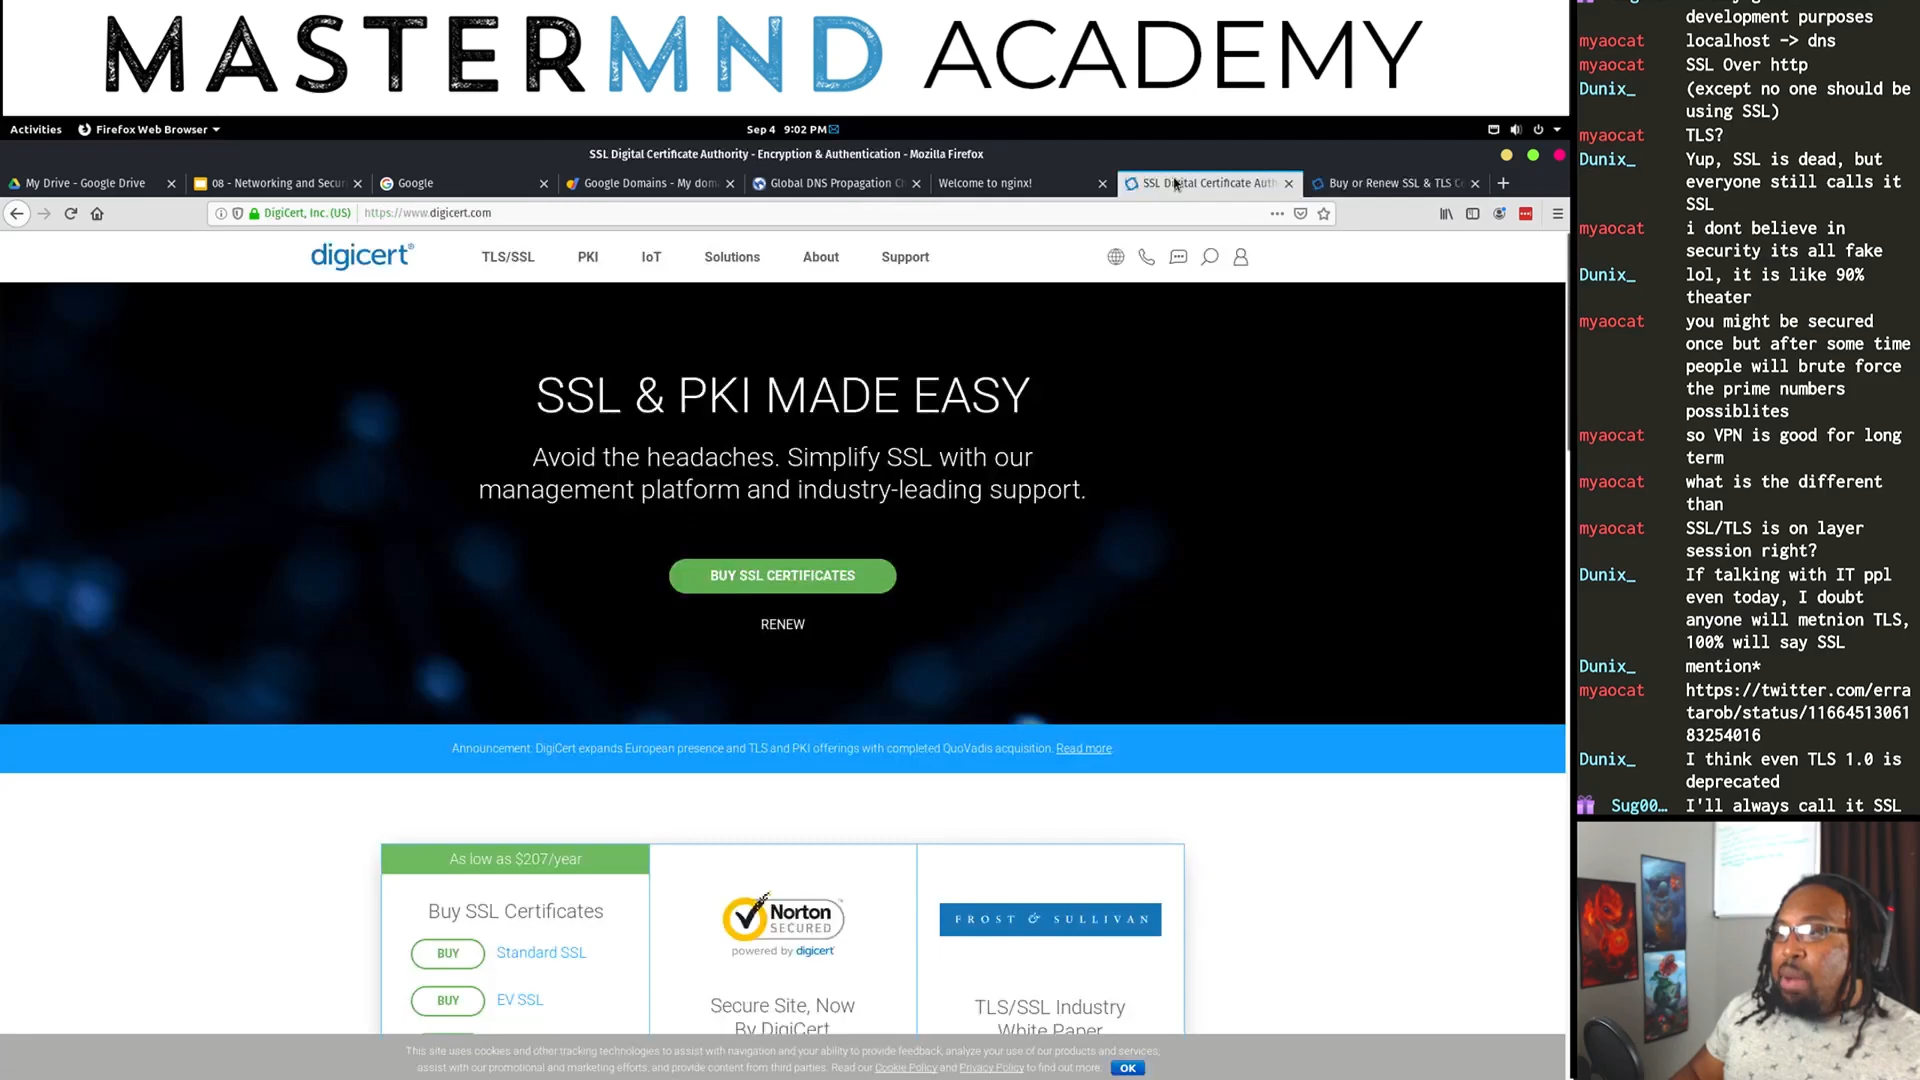 MASTERMND ACADEMY
Activities
Firefox Web Browser
Sep 4 9:02 PM
SSL Digital Certificate Authority - Encryption & Authentication - Mozilla Firefox
My Drive - Google Drive
08 - Networking and Secur
Google
Google Domains - My dom
Global DNS Propagation Ch
Welcome to nginx!
SSL Digital Certificate Auth
Buy or Renew SSL & TLS C
DigiCert, Inc. (US)
https://www.digicert.com
digicert®
TLS/SSL
PKI
IoT
Solutions
About
Support
SSL & PKI MADE EASY
Avoid the headaches. Simplify SSL with our
management platform and industry-leading support.
BUY SSL CERTIFICATES
RENEW
Announcement: DigiCert expands European presence and TLS and PKI offerings with completed QuoVadis acquisition. Read more
As low as $207/year
Buy SSL Certificates
BUY Standard SSL
BUY EV SSL
Norton
SECURED
powered by digicert
Secure Site, Now
By DigiCert
FROST & SULLIVAN
TLS/SSL Industry
White Paper
This site uses cookies and other tracking technologies to assist with navigation and your ability to provide feedback, analyze your use of our products and services,
assist with our promotional and marketing efforts, and provide content from third parties. Read our Cookie Policy and Privacy Policy to find out more.
OK
development purposes
myaocat localhost -> dns
myaocat SSL Over http
Dunix_ (except no one should be
using SSL)
myaocat TLS?
Dunix_ Yup, SSL is dead, but
everyone still calls it
SSL
myaocat i dont believe in
security its all fake
Dunix_ lol, it is like 90%
theater
myaocat you might be secured
once but after some time
people will brute force
the prime numbers
possiblites
myaocat so VPN is good for long
term
myaocat what is the different
than
myaocat SSL/TLS is on layer
session right?
Dunix_ If talking with IT ppl
even today, I doubt
anyone will metnion TLS,
100% will say SSL
Dunix_ mention*
myaocat https://twitter.com/erra
tarob/status/11664513061
83254016
Dunix_ I think even TLS 1.0 is
deprecated
Sug00… I'll always call it SSL